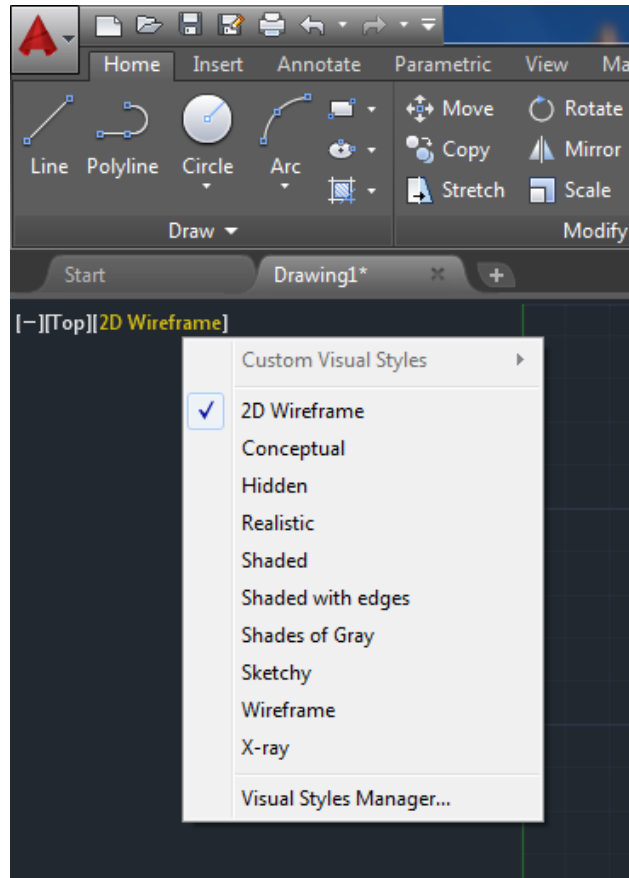 Home Insert Annotate Parametric View Ma
Move Rotate
Line Polyline Circle Arc Copy Mirror
Stretch Scale
Draw Modify
Start Drawing1*
[−][Top][2D Wireframe]
Custom Visual Styles
2D Wireframe
Conceptual
Hidden
Realistic
Shaded
Shaded with edges
Shades of Gray
Sketchy
Wireframe
X-ray
Visual Styles Manager...